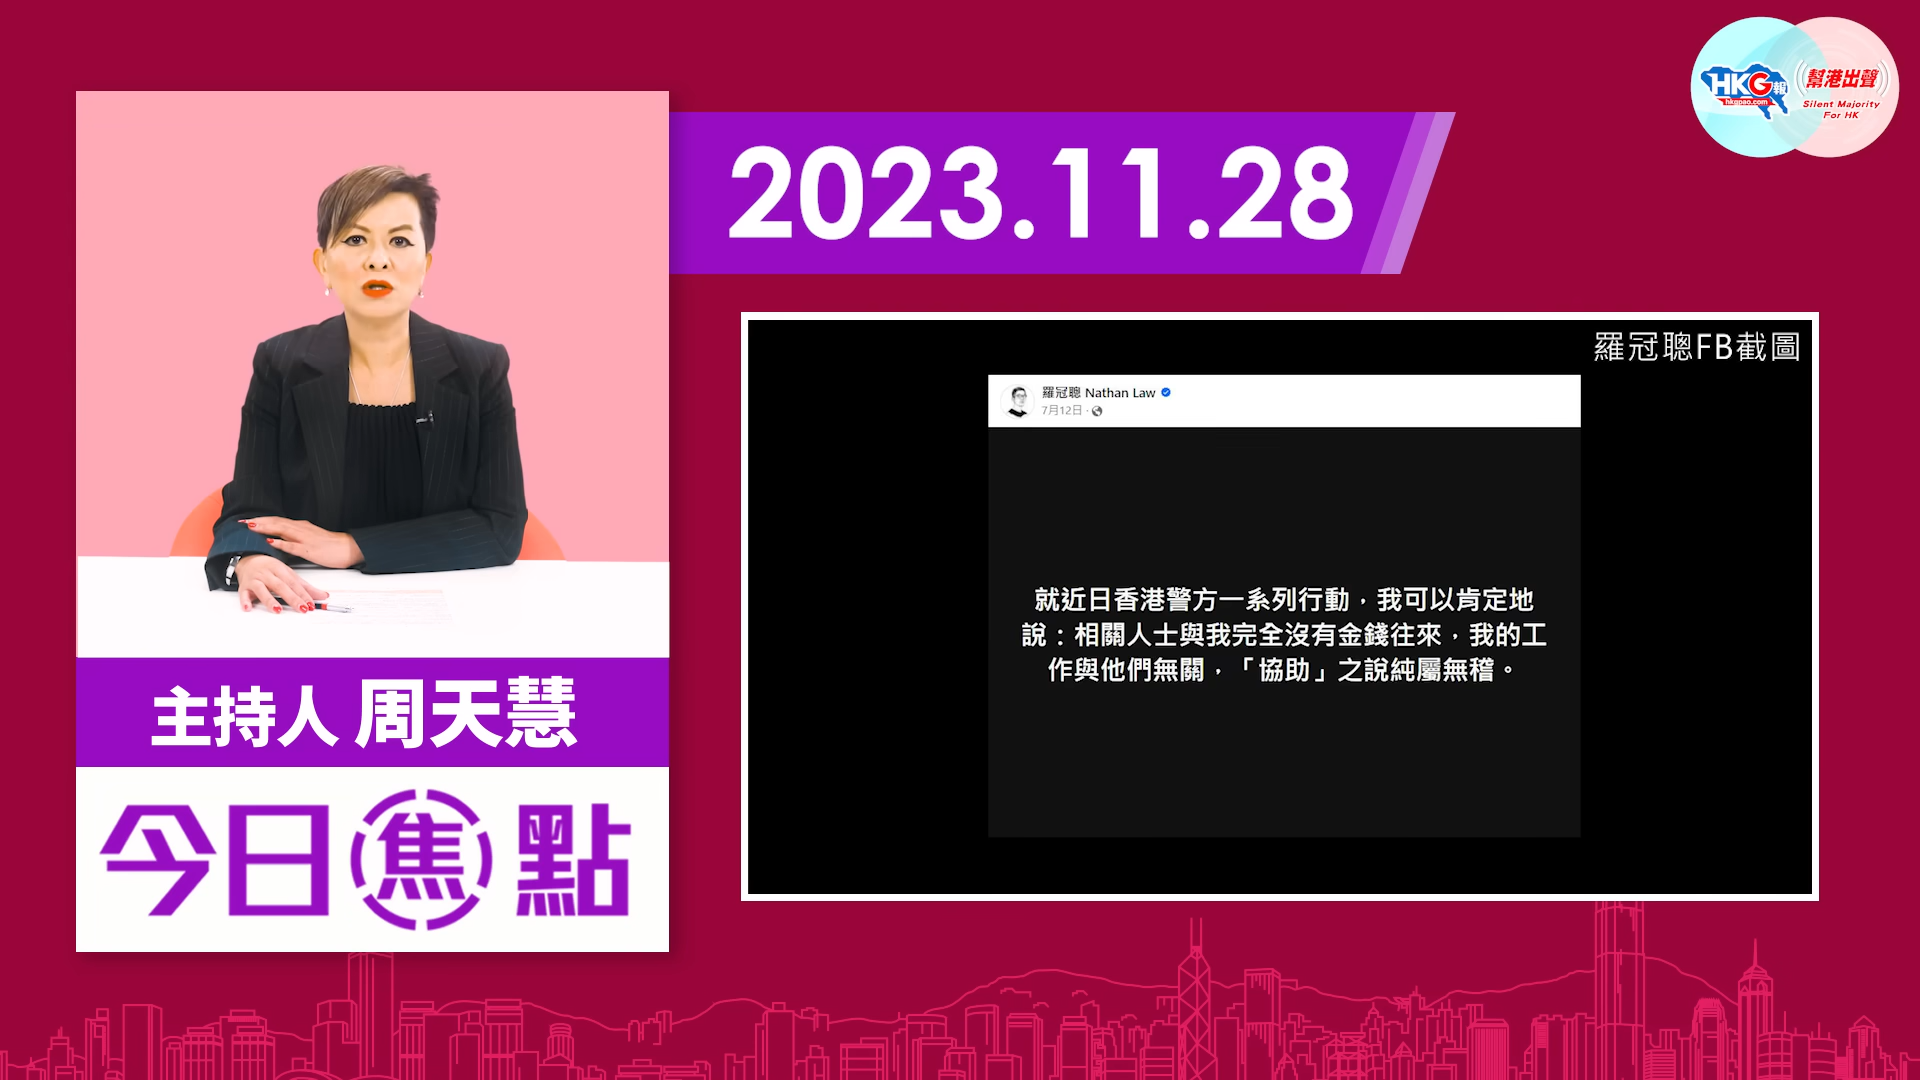 HKG報
hkgpao.com
幫港出聲
Silent Majority
For HK
2023.11.28
羅冠聰FB截圖
羅冠聰 Nathan Law
7月12日
就近日香港警方一系列行動，我可以肯定地
說：相關人士與我完全沒有金錢往來，我的工
作與他們無關，「協助」之說純屬無稽。
主持人 周天慧
今日焦點